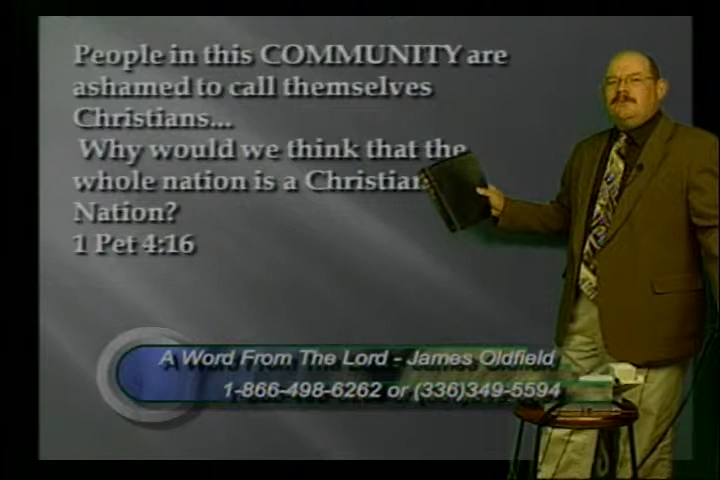 People in this COMMUNITY are
ashamed to call themselves
Christians...
Why would we think that the
whole nation is a Christian
Nation?
1 Pet 4:16
A Word From The Lord - James Oldfield
1-866-498-6262 or (336)349-5594